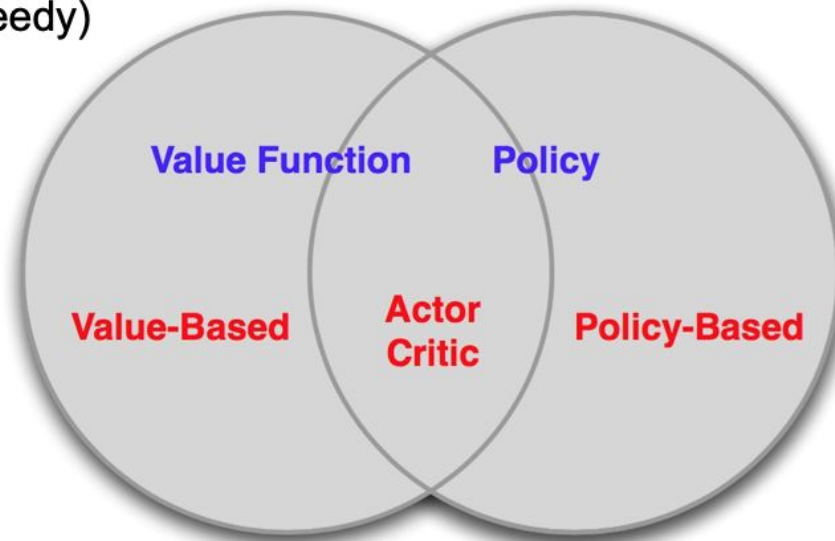 eedy)
Value Function
Policy
Value-Based
Actor
Critic
Policy-Based